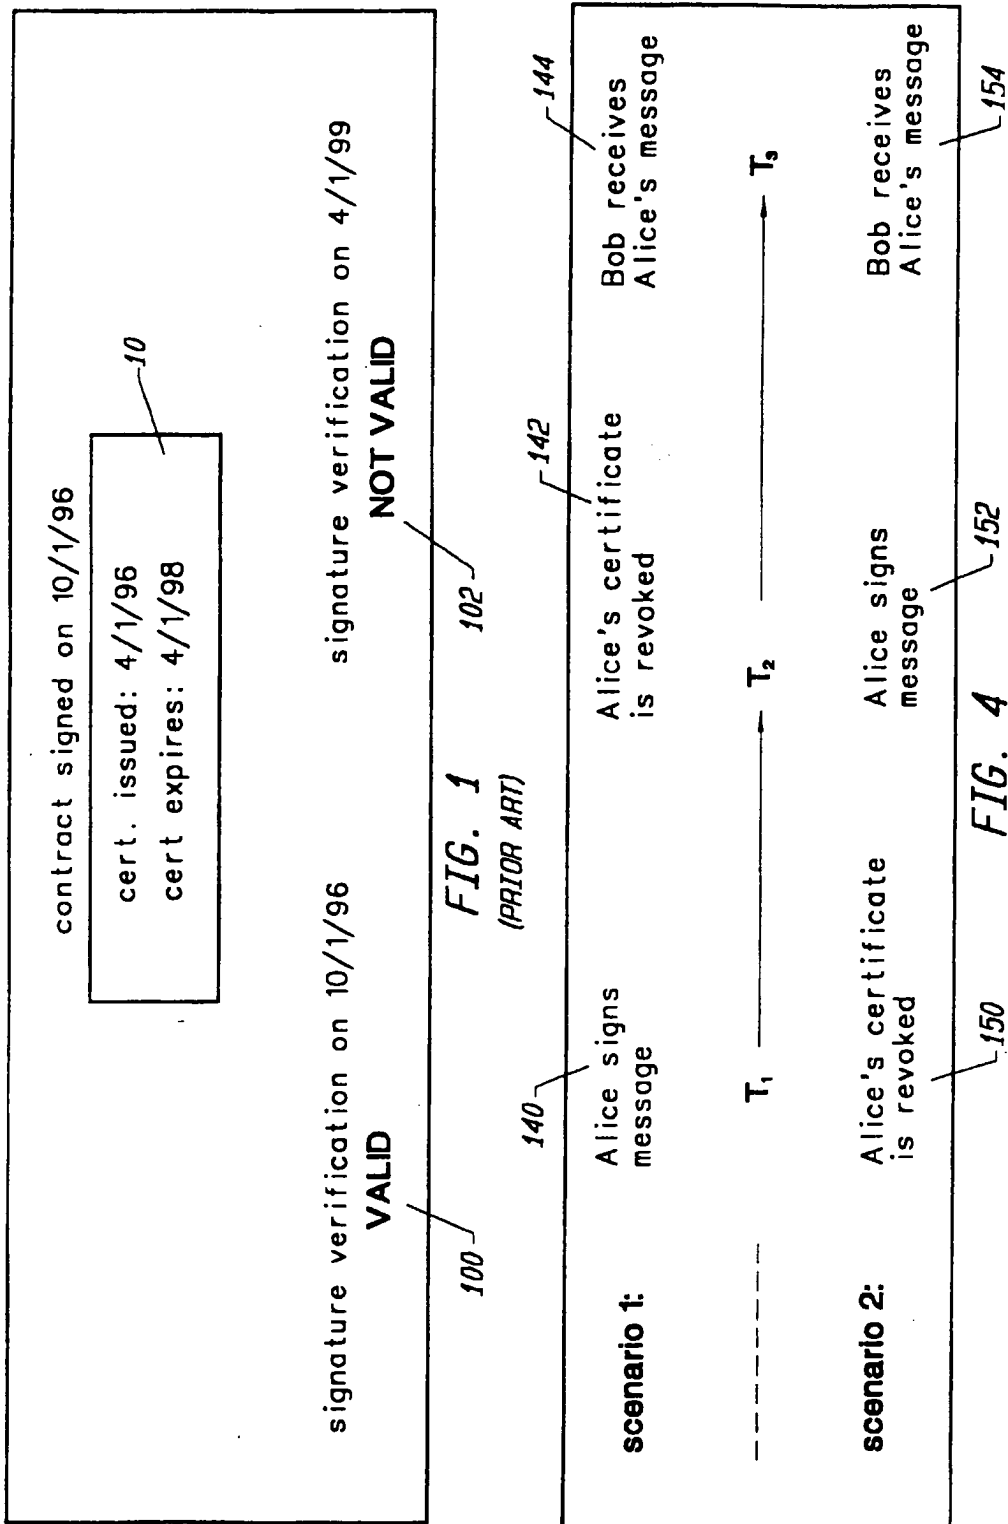 contract signed on 10/1/96
cert. issued: 4/1/96
cert expires: 4/1/98
10
signature verification on 10/1/96
VALID
100
signature verification on 4/1/99
NOT VALID
102
FIG. 1
(PRIOR ART)
scenario 1:
140
Alice signs
message
142
Alice's certificate
is revoked
144
Bob receives
Alice's message
T1
T2
T3
scenario 2:
Alice's certificate
is revoked
150
Alice signs
message
152
Bob receives
Alice's message
154
FIG. 4